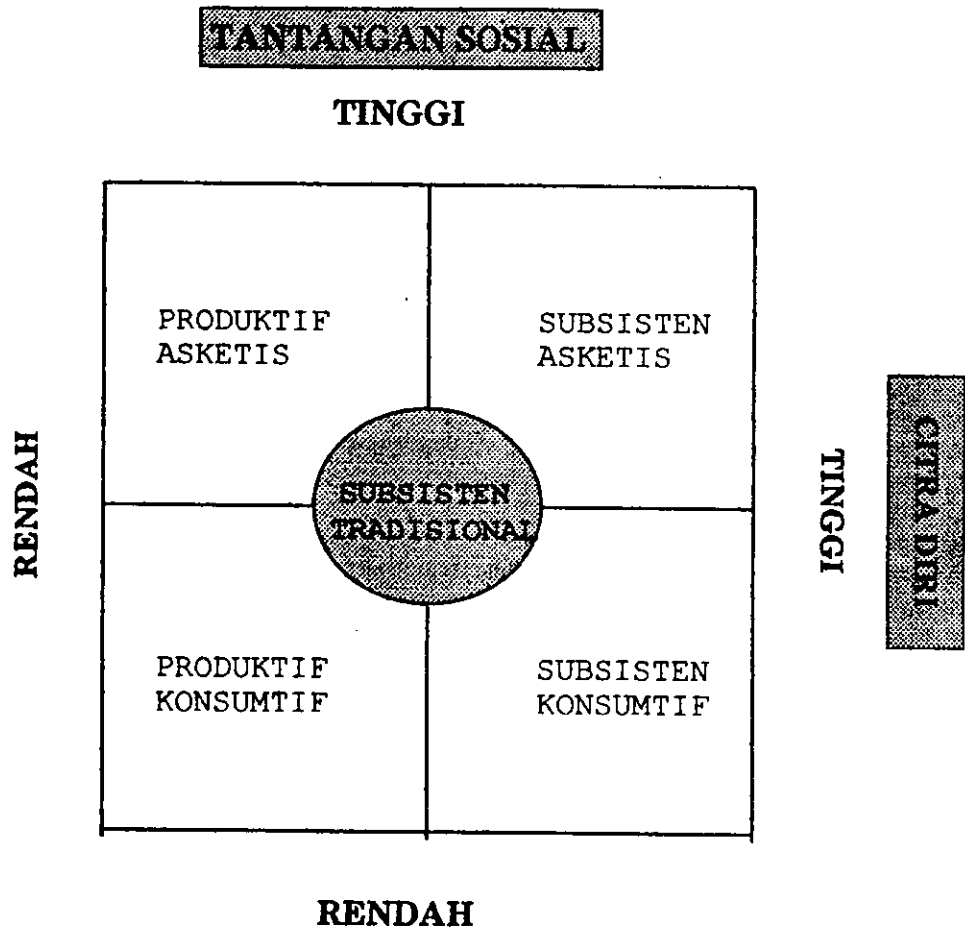 TANTANGAN SOSIAL
TINGGI
PRODUKTIF
ASKETIS
SUBSISTEN
ASKETIS
RENDAH
SUBSISTEN
TRADISIONAL
TINGGI
CITRA DIRI
PRODUKTIF
KONSUMTIF
SUBSISTEN
KONSUMTIF
RENDAH